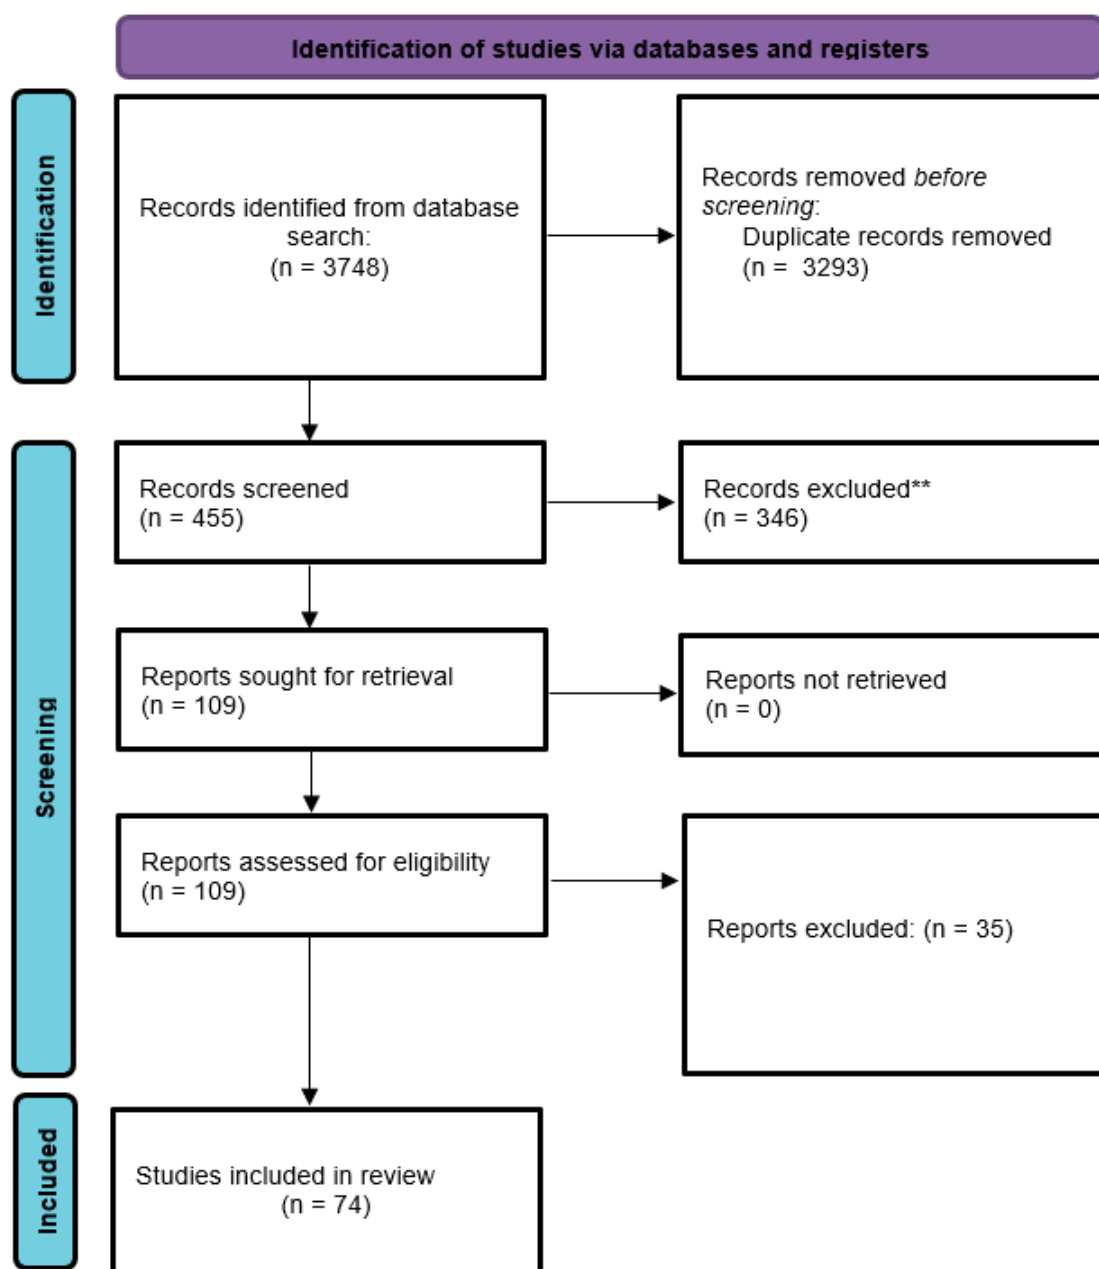 Identification of studies via databases and registers
Identification
Records identified from database
search:
(n = 3748)
Records removed before
screening:
Duplicate records removed
(n = 3293)
Screening
Records screened
(n = 455)
Records excluded**
(n = 346)
Reports sought for retrieval
(n = 109)
Reports not retrieved
(n = 0)
Reports assessed for eligibility
(n = 109)
Reports excluded: (n = 35)
Included
Studies included in review
(n = 74)